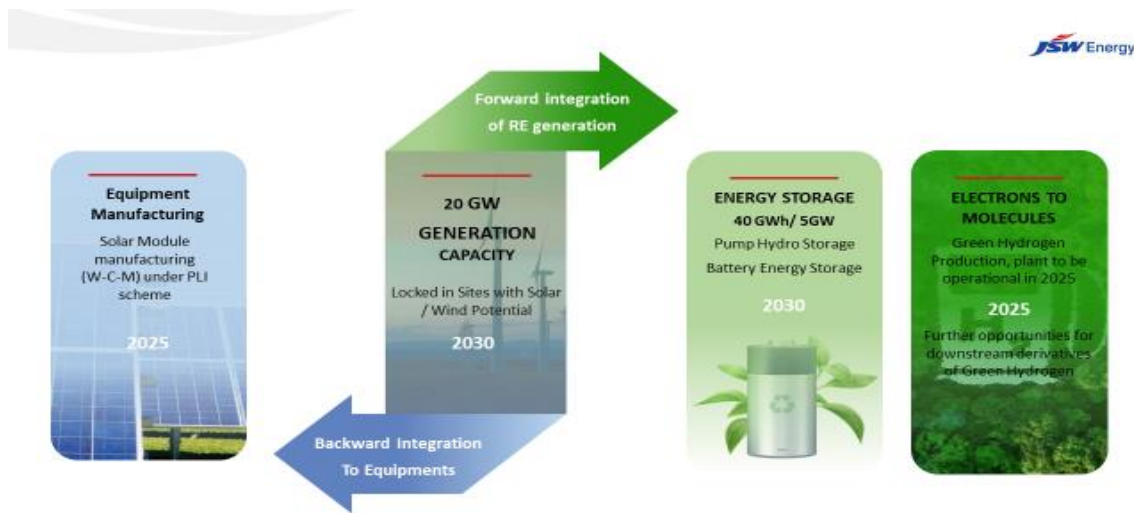 JSW Energy
Forward integration
of RE generation
Equipment
Manufacturing
Solar Module
manufacturing
(W-C-M) under PLI
scheme
2025
20 GW
GENERATION
CAPACITY
Locked in Sites with Solar
/ Wind Potential
2030
ENERGY STORAGE
40 GWh/ 5GW
Pump Hydro Storage
Battery Energy Storage
2030
ELECTRONS TO
MOLECULES
Green Hydrogen
Production, plant to be
operational in 2025
2025
Further opportunities for
downstream derivatives
of Green Hydrogen
Backward Integration
To Equipments